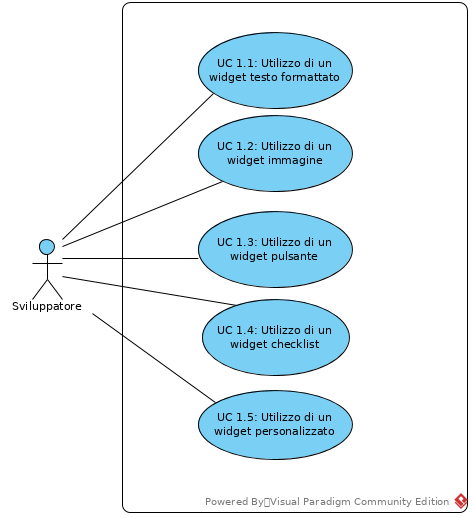 UC 1.1: Utilizzo di un
widget testo formattato
UC 1.2: Utilizzo di un
widget immagine
UC 1.3: Utilizzo di un
widget pulsante
Sviluppatore
UC 1.4: Utilizzo di un
widget checklist
UC 1.5: Utilizzo di un
widget personalizzato
Powered By Visual Paradigm Community Edition